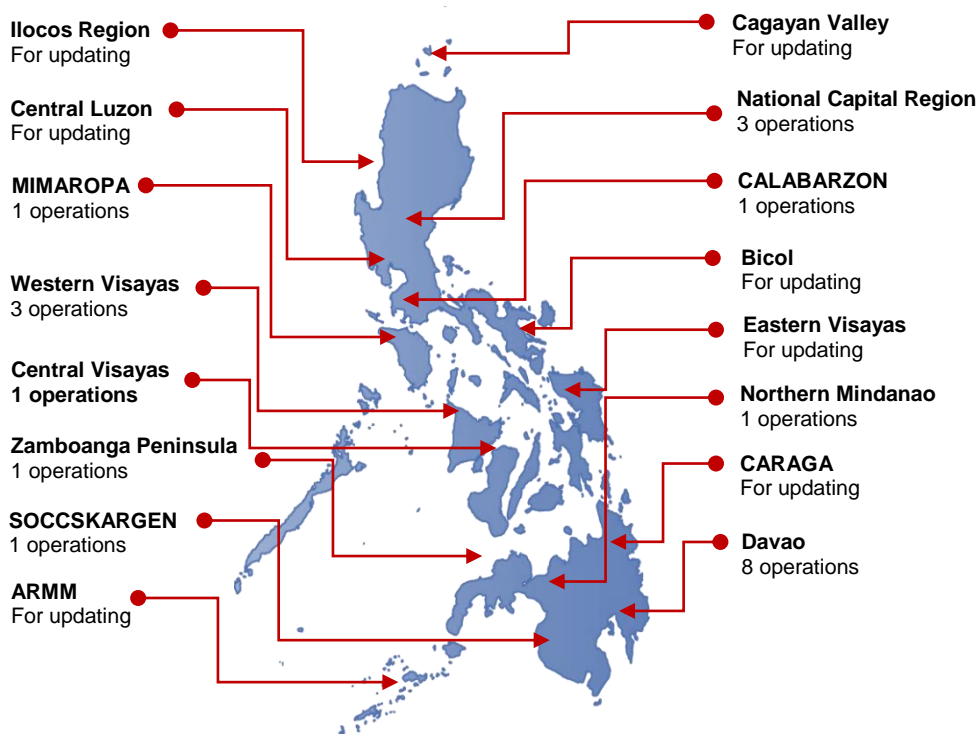 Ilocos Region
For updating
Central Luzon
For updating
MIMAROPA
1 operations
Western Visayas
3 operations
Central Visayas
1 operations
Zamboanga Peninsula
1 operations
SOCCSKARGEN
1 operations
ARMM
For updating
Cagayan Valley
For updating
National Capital Region
3 operations
CALABARZON
1 operations
Bicol
For updating
Eastern Visayas
For updating
Northern Mindanao
1 operations
CARAGA
For updating
Davao
8 operations